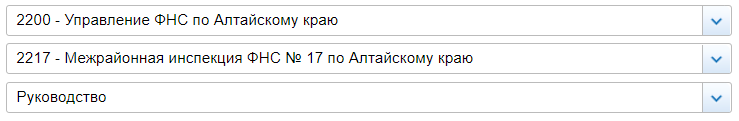 2200 - Управление ФНС по Алтайскому краю
2217 - Межрайонная инспекция ФНС № 17 по Алтайскому краю
Руководство